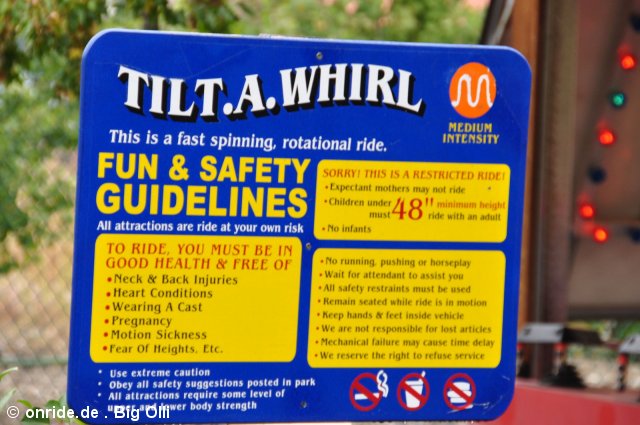 TILT.A.WHIRL
M
MEDIUM
INTENSITY
This is a fast spinning, rotational ride.
FUN & SAFETY
GUIDELINES
All attractions are ride at your own risk
SORRY! THIS IS A RESTRICTED RIDE!
• Expectant mothers may not ride
• Children under 48" minimum height
must ride with an adult
• No infants
TO RIDE, YOU MUST BE IN
GOOD HEALTH & FREE OF
• Neck & Back Injuries
• Heart Conditions
• Wearing A Cast
• Pregnancy
• Motion Sickness
• Fear Of Heights, Etc.
• No running, pushing or horseplay
• Wait for attendant to assist you
• All safety restraints must be used
• Remain seated while ride is in motion
• Keep hands & feet inside vehicle
• We are not responsible for lost articles
• Mechanical failure may cause time delay
• We reserve the right to refuse service
* Use extreme caution
* Obey all safety suggestions posted in park
* All attractions require some level of
upper and lower body strength
© onride.de . Big Olli